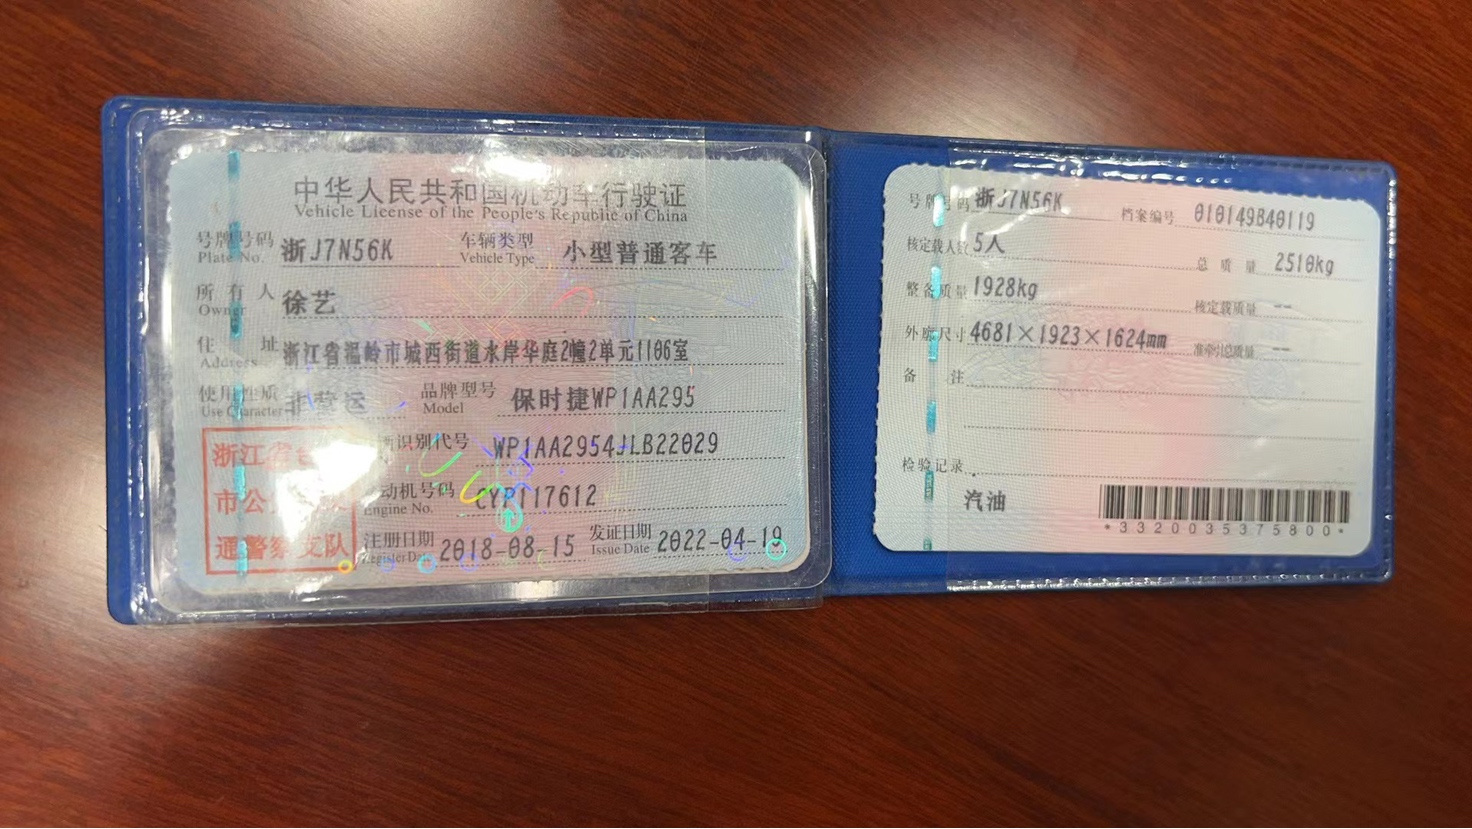 中华人民共和国机动车行驶证
Vehicle License of the People's Republic of China
号牌号码 浙J7N56K 车辆类型 小型普通客车
Plate No. Vehicle Type
所有人 徐艺
Owner
住址 浙江省温岭市城西街道水岸华庭2幢2单元1106室
Address
使用性质 非营运 品牌型号 保时捷WP1AA295
Use Character Model
识别代号 WP1AA2954JLB22029
动机号码 CYP117612
Engine No.
注册日期 2018-08-15 发证日期 2022-04-19
Register Date Issue Date
浙江省台
市公
通警察支队
号牌号码 浙J7N56K 档案编号 010149840119
核定载人数 5人 总质量 2510kg
整备质量 1928kg 核定载质量 --
外廓尺寸 4681×1923×1624mm 准牵引总质量 --
备注
检验记录
汽油
*3320035375800*